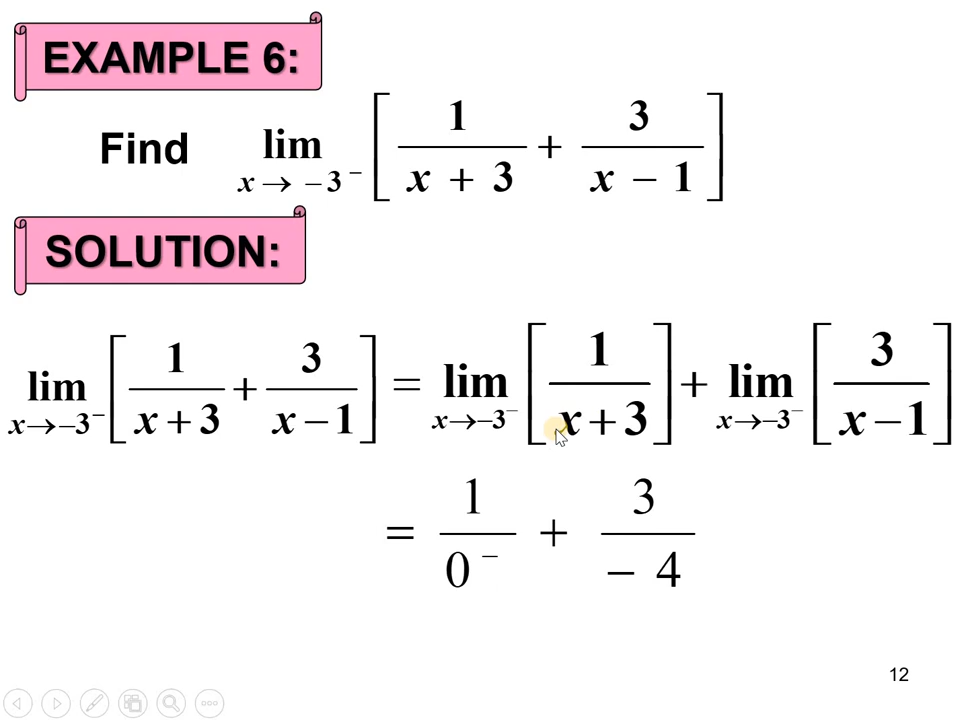 EXAMPLE 6:
Find lim x → −3⁻ [ 1/(x + 3) + 3/(x − 1) ]
SOLUTION:
lim x→−3⁻ [ 1/(x + 3) + 3/(x − 1) ] = lim x→−3⁻ [ 1/(x + 3) ] + lim x→−3⁻ [ 3/(x − 1) ]
= 1/0⁻ + 3/−4
12